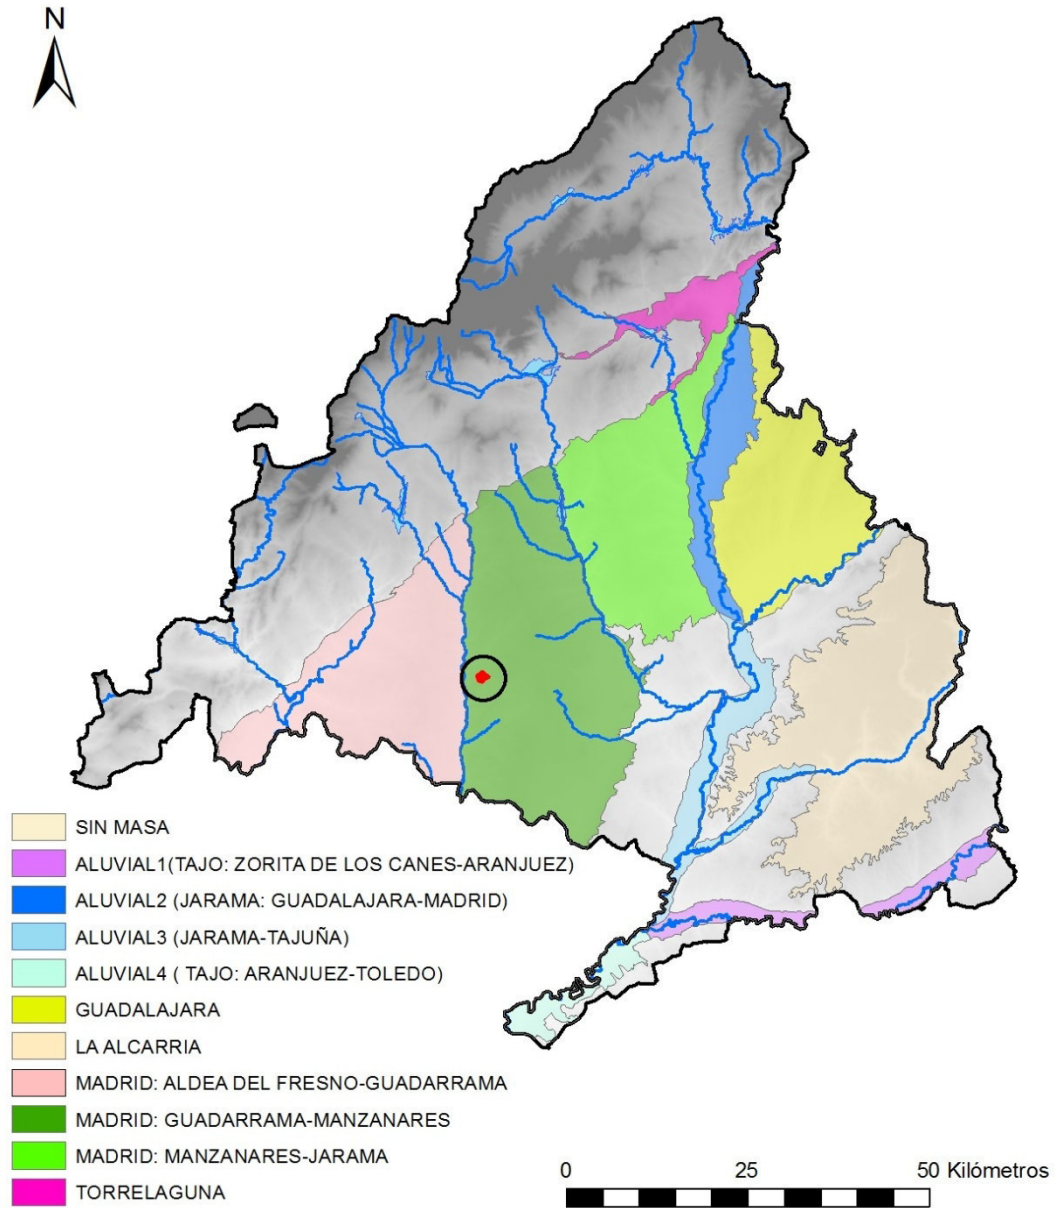 N
SIN MASA
ALUVIAL1(TAJO: ZORITA DE LOS CANES-ARANJUEZ)
ALUVIAL2 (JARAMA: GUADALAJARA-MADRID)
ALUVIAL3 (JARAMA-TAJUÑA)
ALUVIAL4 ( TAJO: ARANJUEZ-TOLEDO)
GUADALAJARA
LA ALCARRIA
MADRID: ALDEA DEL FRESNO-GUADARRAMA
MADRID: GUADARRAMA-MANZANARES
MADRID: MANZANARES-JARAMA
TORRELAGUNA
0 25 50 Kilómetros